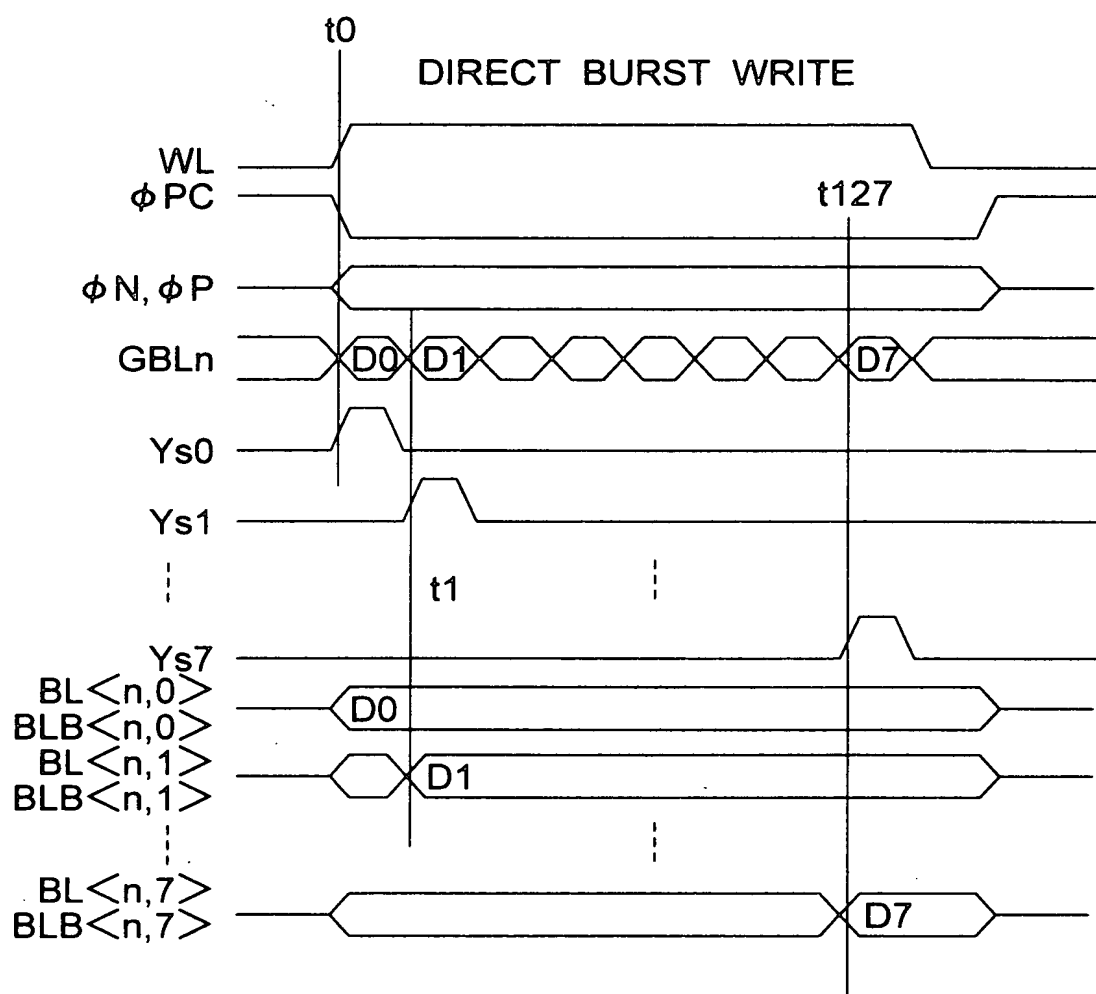 t0
DIRECT BURST WRITE
WL
ϕPC
t127
ϕN, ϕP
GBLn D0 D1 D7
Ys0
Ys1
t1
Ys7
BL<n,0>
BLB<n,0>
D0
BL<n,1>
BLB<n,1>
D1
BL<n,7>
BLB<n,7>
D7